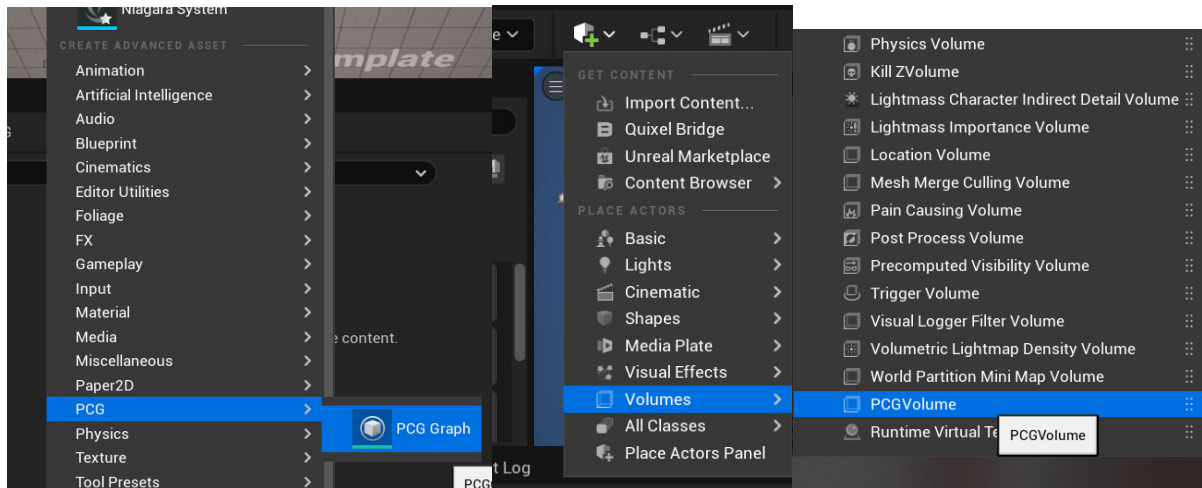 Niagara System
CREATE ADVANCED ASSET
Animation
Artificial Intelligence
Audio
Blueprint
Cinematics
Editor Utilities
Foliage
FX
Gameplay
Input
Material
Media
Miscellaneous
Paper2D
PCG
Physics
Texture
Tool Presets
PCG Graph
mplate
e content.
PCG
t Log
GET CONTENT
Import Content...
Quixel Bridge
Unreal Marketplace
Content Browser
PLACE ACTORS
Basic
Lights
Cinematic
Shapes
Media Plate
Visual Effects
Volumes
All Classes
Place Actors Panel
Physics Volume
Kill ZVolume
Lightmass Character Indirect Detail Volume
Lightmass Importance Volume
Location Volume
Mesh Merge Culling Volume
Pain Causing Volume
Post Process Volume
Precomputed Visibility Volume
Trigger Volume
Visual Logger Filter Volume
Volumetric Lightmap Density Volume
World Partition Mini Map Volume
PCGVolume
Runtime Virtual Te
PCGVolume